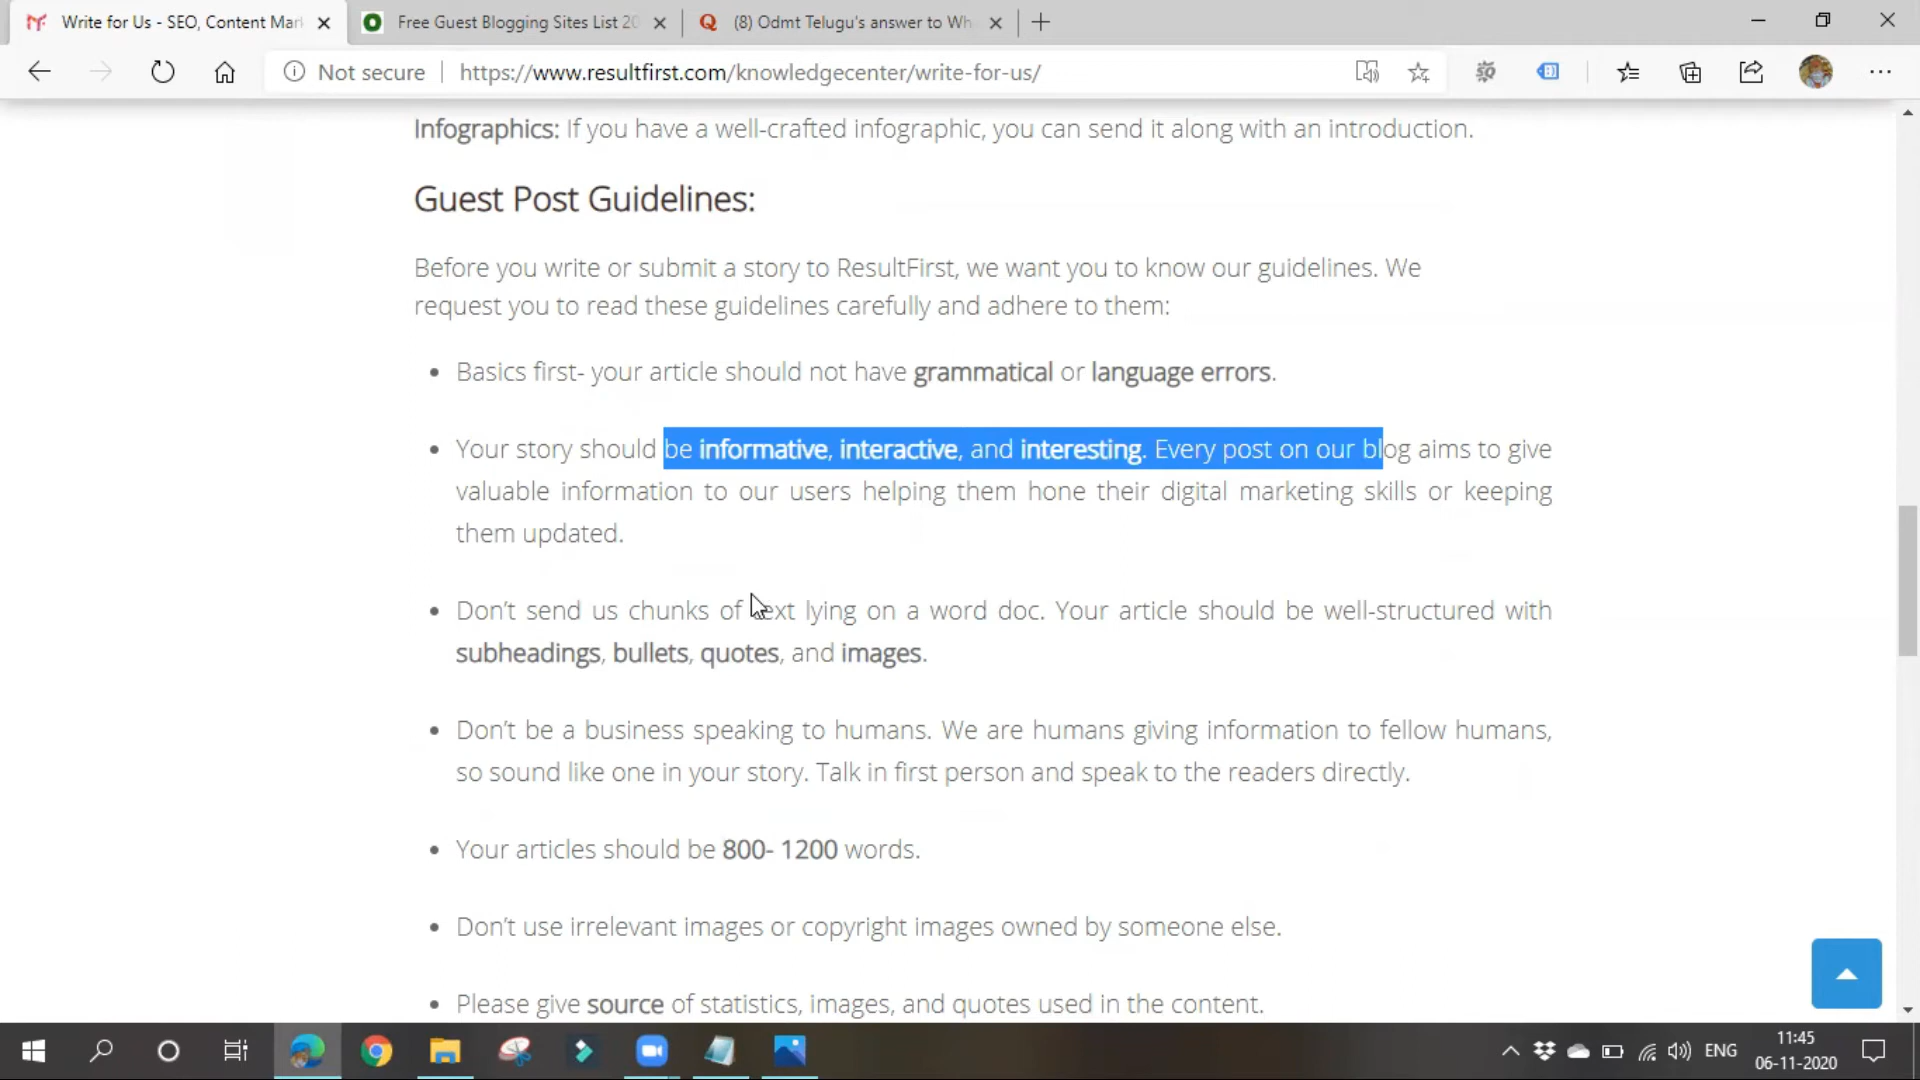 Write for Us - SEO, Content Mar
Free Guest Blogging Sites List 20
(8) Odmt Telugu's answer to Wh
Not secure
https://www.resultfirst.com/knowledgecenter/write-for-us/
Infographics: If you have a well-crafted infographic, you can send it along with an introduction.
Guest Post Guidelines:
Before you write or submit a story to ResultFirst, we want you to know our guidelines. We
request you to read these guidelines carefully and adhere to them:
• Basics first- your article should not have grammatical or language errors.
• Your story should be informative, interactive, and interesting. Every post on our blog aims to give
valuable information to our users helping them hone their digital marketing skills or keeping
them updated.
• Don't send us chunks of text lying on a word doc. Your article should be well-structured with
subheadings, bullets, quotes, and images.
• Don't be a business speaking to humans. We are humans giving information to fellow humans,
so sound like one in your story. Talk in first person and speak to the readers directly.
• Your articles should be 800- 1200 words.
• Don't use irrelevant images or copyright images owned by someone else.
• Please give source of statistics, images, and quotes used in the content.
ENG
11:45
06-11-2020